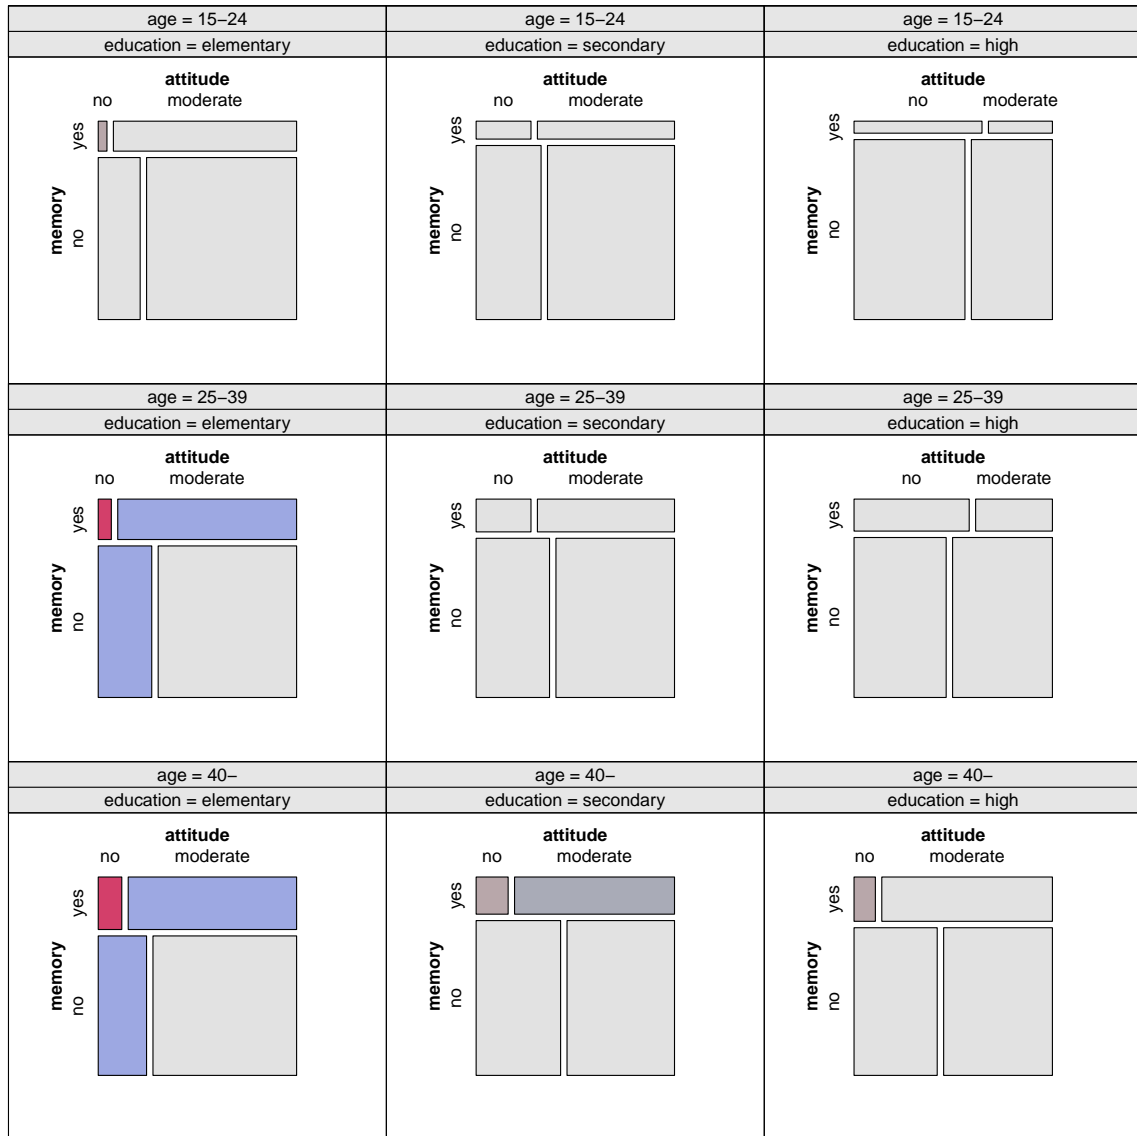 age = 15−24
age = 15−24
age = 15−24
education = elementary
education = secondary
education = high
attitude
no moderate
memory
yes
no
attitude
no moderate
memory
yes
no
attitude
no moderate
memory
yes
no
age = 25−39
age = 25−39
age = 25−39
education = elementary
education = secondary
education = high
attitude
no moderate
memory
yes
no
attitude
no moderate
memory
yes
no
attitude
no moderate
memory
yes
no
age = 40−
age = 40−
age = 40−
education = elementary
education = secondary
education = high
attitude
no moderate
memory
yes
no
attitude
no moderate
memory
yes
no
attitude
no moderate
memory
yes
no